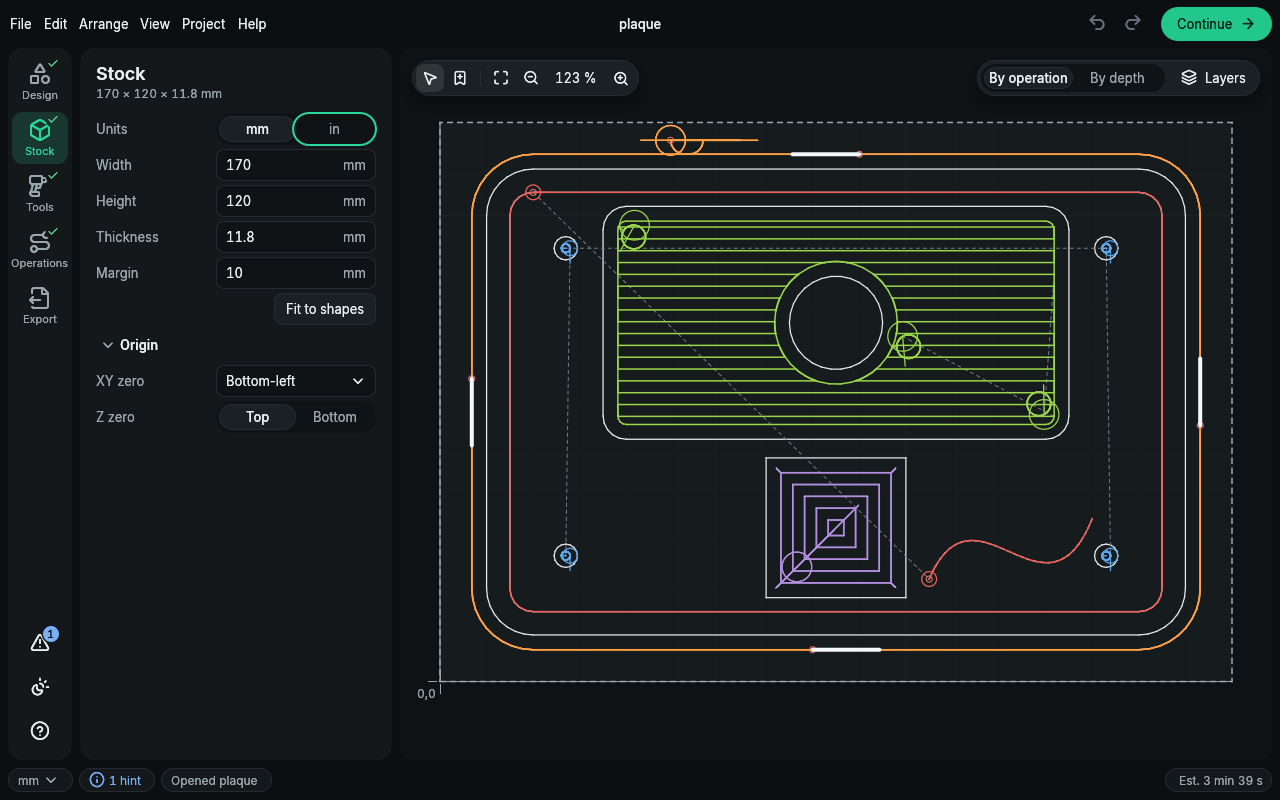 File Edit Arrange View Project Help
plaque
Continue
Design
Stock
Tools
Operations
Export
1
Stock
170 × 120 × 11.8 mm
Units mm in
Width 170 mm
Height 120 mm
Thickness 11.8 mm
Margin 10 mm
Fit to shapes
Origin
XY zero Bottom-left
Z zero Top Bottom
123 %
By operation By depth Layers
0,0
mm 1 hint Opened plaque Est. 3 min 39 s